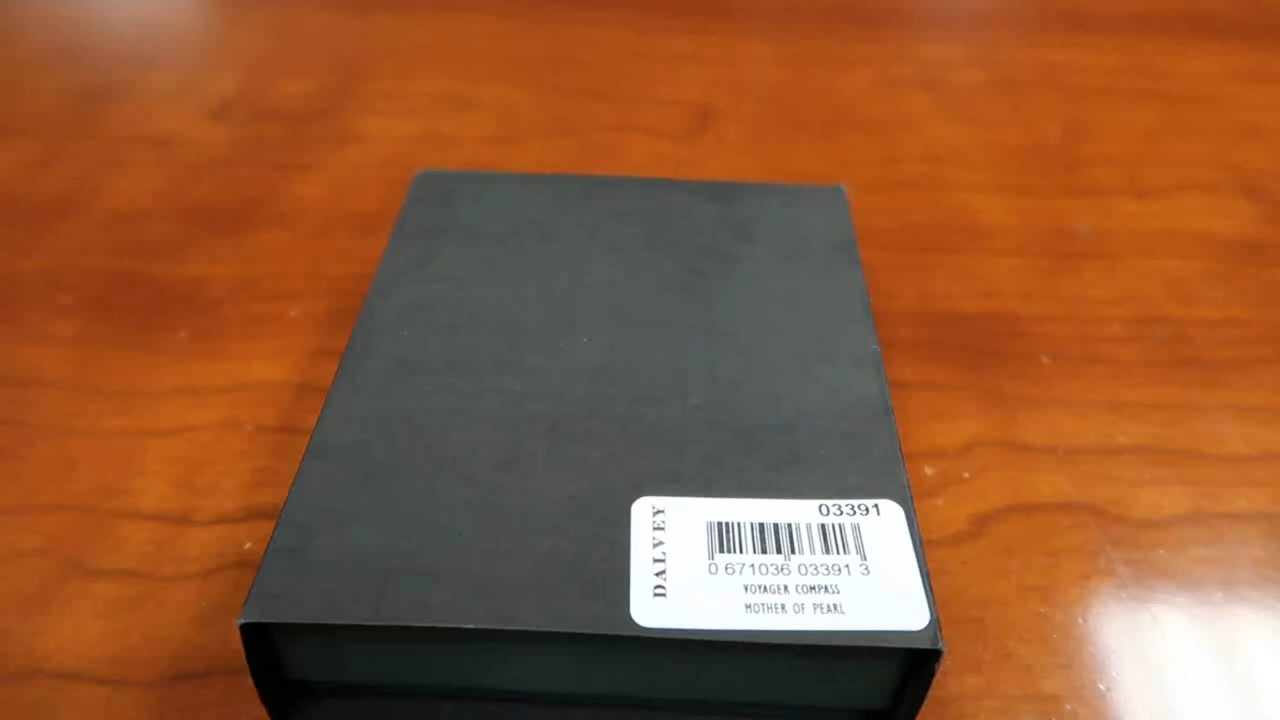 DALVEY
03391
0 671036 03391 3
VOYAGER COMPASS
MOTHER OF PEARL